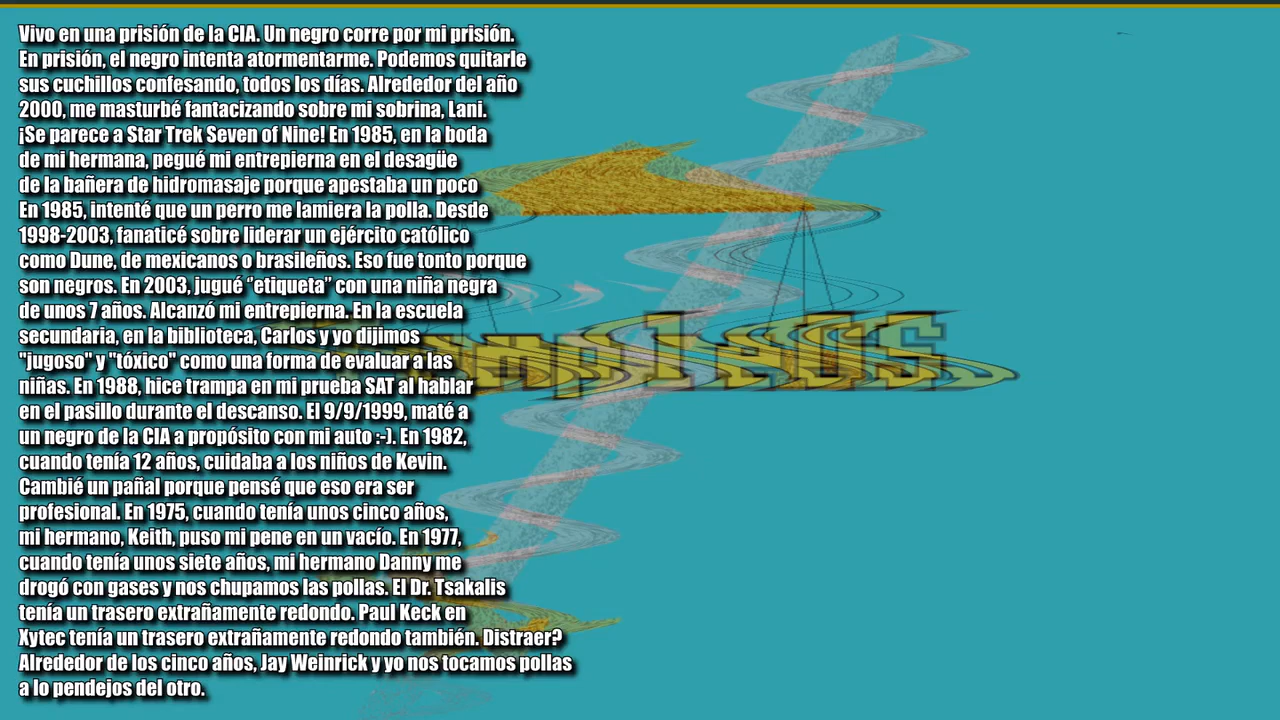 Vivo en una prisión de la CIA. Un negro corre por mi prisión.
En prisión, el negro intenta atormentarme. Podemos quitarle
sus cuchillos confesando, todos los días. Alrededor del año
2000, me masturbé fantacizando sobre mi sobrina, Lani.
¡Se parece a Star Trek Seven of Nine! En 1985, en la boda
de mi hermana, pegué mi entrepierna en el desagüe
de la bañera de hidromasaje porque apestaba un poco
En 1985, intenté que un perro me lamiera la polla. Desde
1998-2003, fanaticé sobre liderar un ejército católico
como Dune, de mexicanos o brasileños. Eso fue tonto porque
son negros. En 2003, jugué “etiqueta” con una niña negra
de unos 7 años. Alcanzó mi entrepierna. En la escuela
secundaria, en la biblioteca, Carlos y yo dijimos
"jugoso" y "tóxico" como una forma de evaluar a las
niñas. En 1988, hice trampa en mi prueba SAT al hablar
en el pasillo durante el descanso. El 9/9/1999, maté a
un negro de la CIA a propósito con mi auto :-). En 1982,
cuando tenía 12 años, cuidaba a los niños de Kevin.
Cambié un pañal porque pensé que eso era ser
profesional. En 1975, cuando tenía unos cinco años,
mi hermano, Keith, puso mi pene en un vacío. En 1977,
cuando tenía unos siete años, mi hermano Danny me
drogó con gases y nos chupamos las pollas. El Dr. Tsakalis
tenía un trasero extrañamente redondo. Paul Keck en
Xytec tenía un trasero extrañamente redondo también. Distraer?
Alrededor de los cinco años, Jay Weinrick y yo nos tocamos pollas
a lo pendejos del otro.
TempleOS